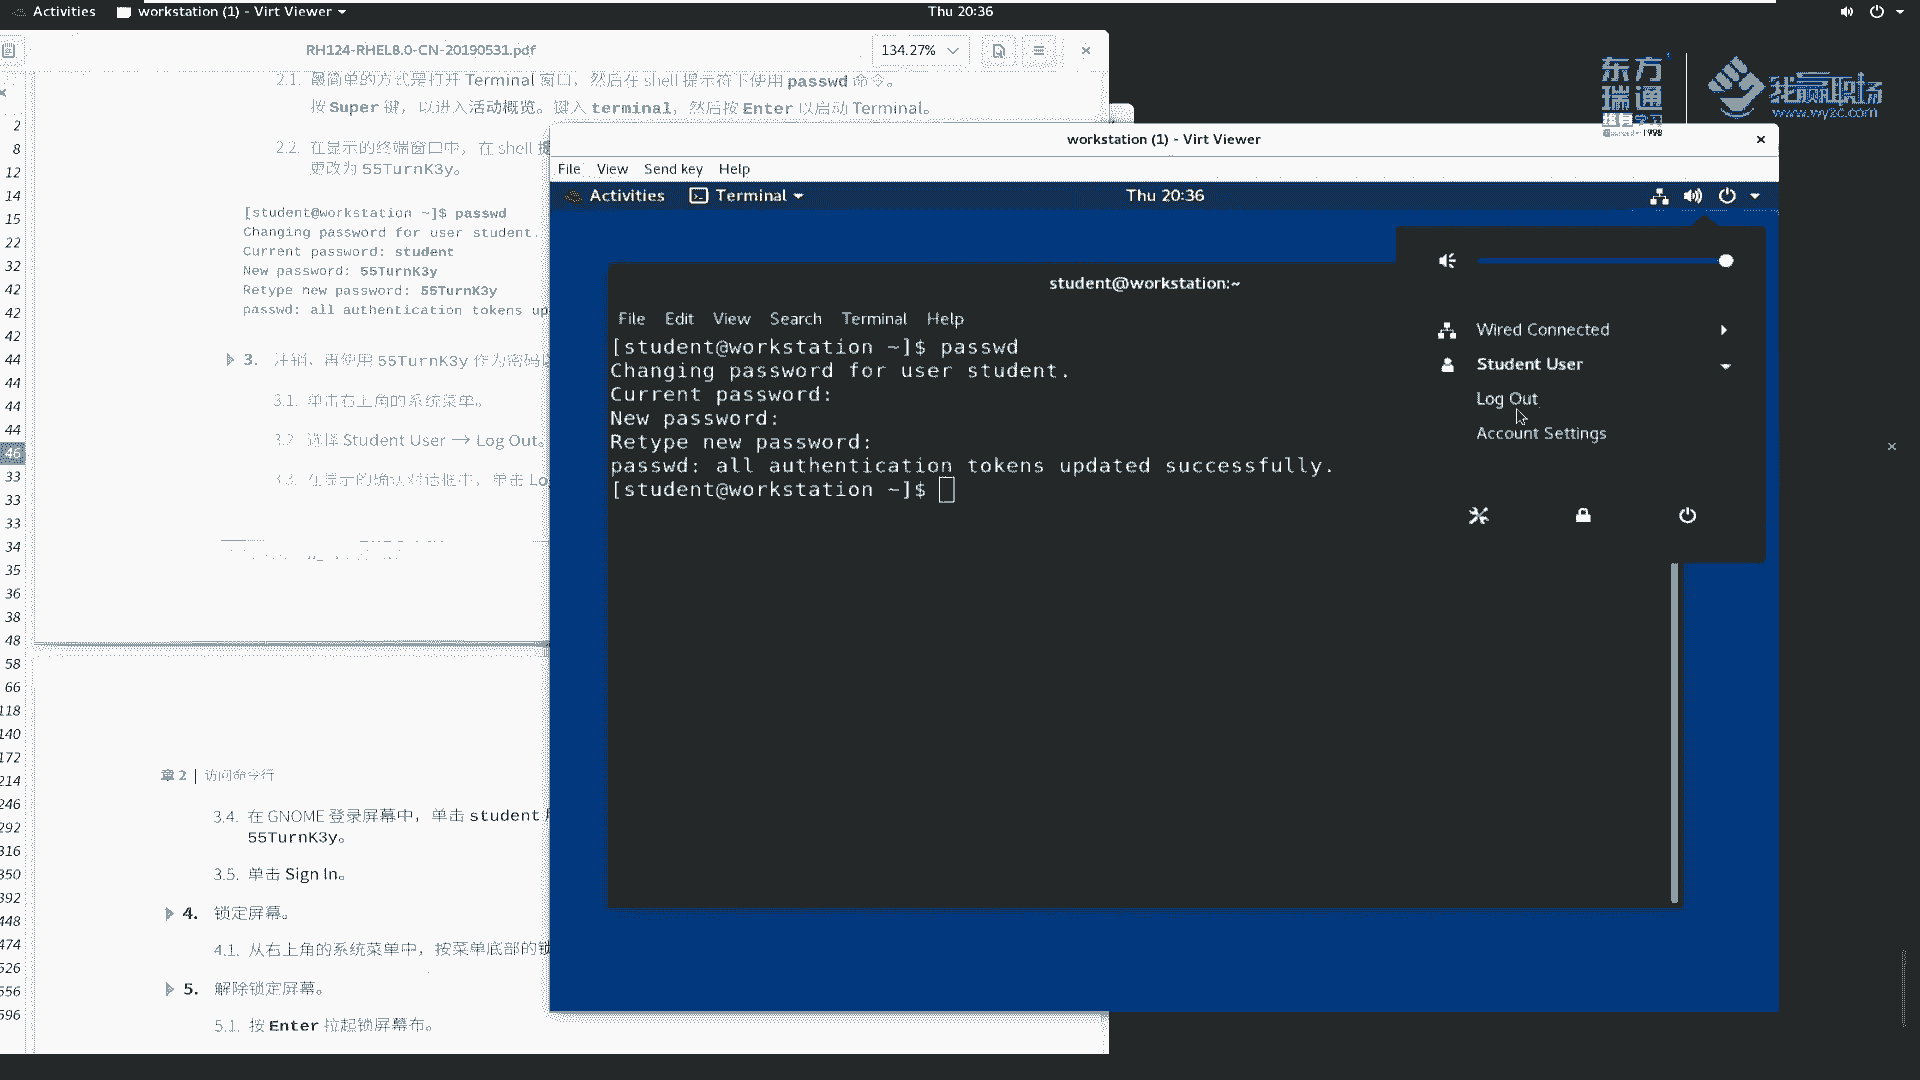 Activities
workstation (1) - Virt Viewer
Thu 20:36
RH124-RHEL8.0-CN-20190531.pdf
134.27%
2.1. 最简单的方式是打开 Terminal 窗口，然后在 shell 提示符下使用 passwd 命令。
按 Super 键，以进入活动概览。键入 terminal，然后按 Enter 以启动 Terminal。
2.2. 在显示的终端窗口中，在 shell
更改为 55TurnK3y。
[student@workstation ~]$ passwd
Changing password for user student.
Current password: student
New password: 55TurnK3y
Retype new password: 55TurnK3y
passwd: all authentication tokens up
3. 注销、再使用 55TurnK3y 作为密码
3.1. 单击右上角的系统菜单。
3.2. 选择 Student User → Log Out。
3.3. 在显示的确认对话框中，单击 Lo
2
8
12
14
15
22
32
42
42
42
44
44
44
44
46
33
33
33
34
35
36
38
48
58
66
118
140
172
214
246
292
316
350
392
448
474
526
556
596
章 2 | 访问命令行
3.4. 在 GNOME 登录屏幕中，单击 student
55TurnK3y。
3.5. 单击 Sign In。
4. 锁定屏幕。
4.1. 从右上角的系统菜单中，按菜单底部的锁
5. 解除锁定屏幕。
5.1. 按 Enter 拉起锁屏幕布。
东方
瑞通
终身学习
1998
我赢职场
www.wyzc.com
workstation (1) - Virt Viewer
File View Send key Help
Activities Terminal Thu 20:36
student@workstation:~
File Edit View Search Terminal Help
[student@workstation ~]$ passwd
Changing password for user student.
Current password:
New password:
Retype new password:
passwd: all authentication tokens updated successfully.
[student@workstation ~]$
Wired Connected
Student User
Log Out
Account Settings